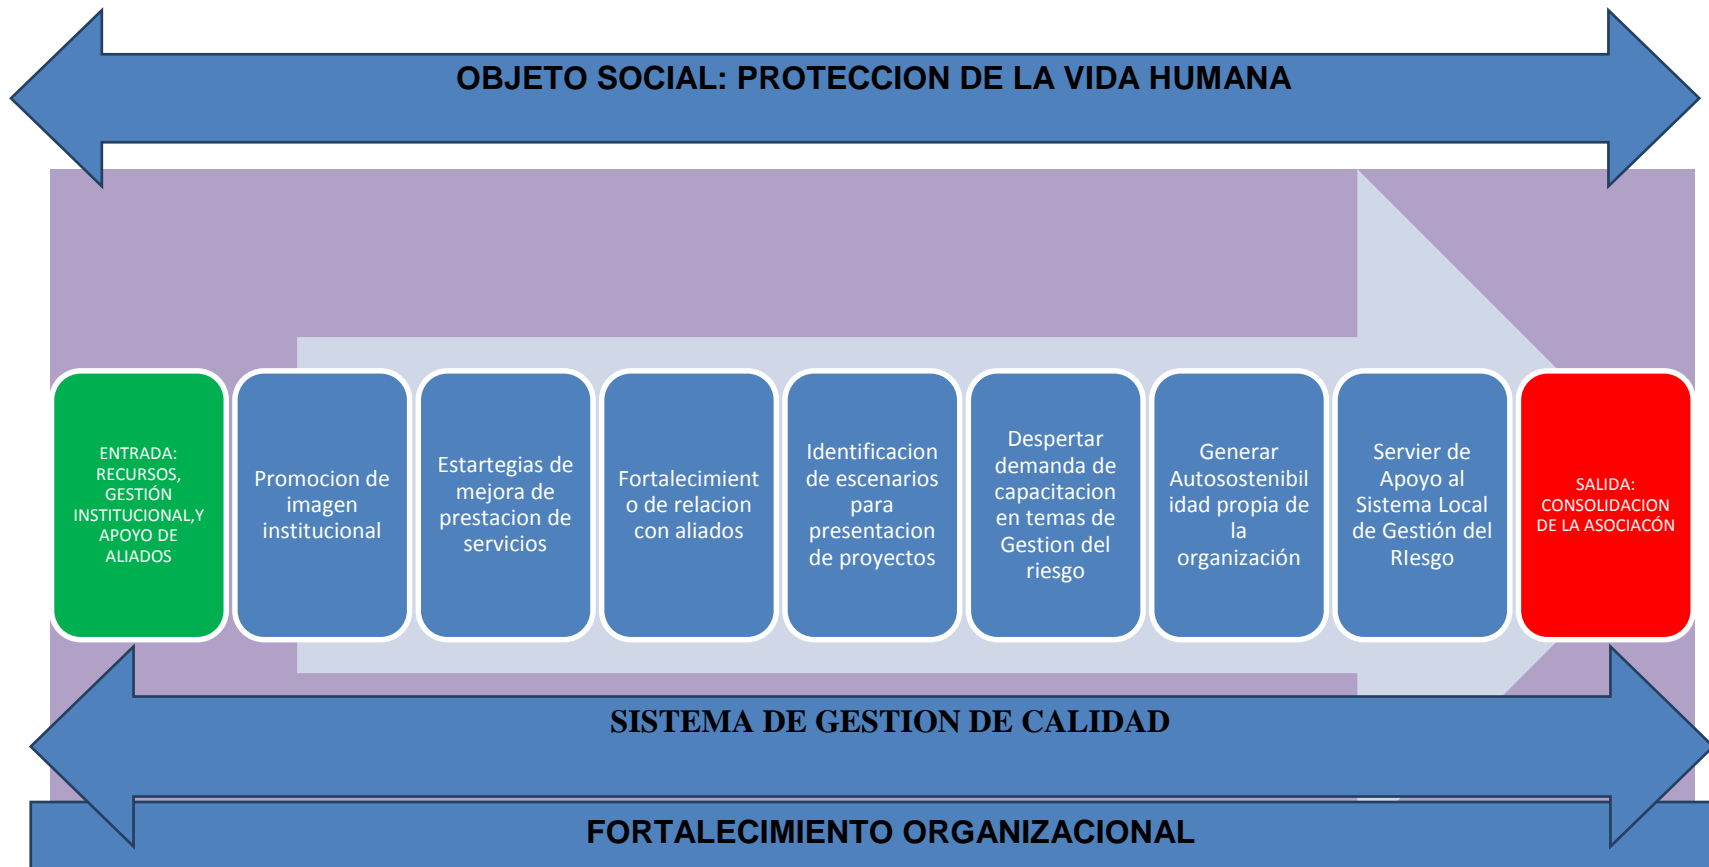 OBJETO SOCIAL: PROTECCION DE LA VIDA HUMANA
ENTRADA:
RECURSOS,
GESTIÓN
INSTITUCIONAL,Y
APOYO DE
ALIADOS
Promocion de
imagen
institucional
Estartegias de
mejora de
prestacion de
servicios
Fortalecimient
o de relacion
con aliados
Identificacion
de escenarios
para
presentacion
de proyectos
Despertar
demanda de
capacitacion
en temas de
Gestion del
riesgo
Generar
Autosostenibil
idad propia de
la
organización
Servier de
Apoyo al
Sistema Local
de Gestión del
RIesgo
SALIDA:
CONSOLIDACION
DE LA ASOCIACÓN
SISTEMA DE GESTION DE CALIDAD
FORTALECIMIENTO ORGANIZACIONAL